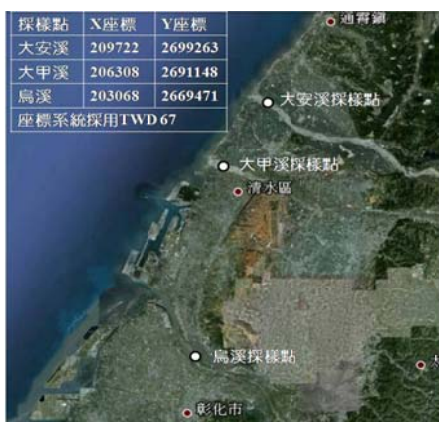 採樣點 X座標 Y座標
大安溪 209722 2699263
大甲溪 206308 2691148
烏溪 203068 2669471
座標系統採用TWD 67
通霄鎮
大安溪採樣點
大甲溪採樣點
清水區
烏溪採樣點
彰化市